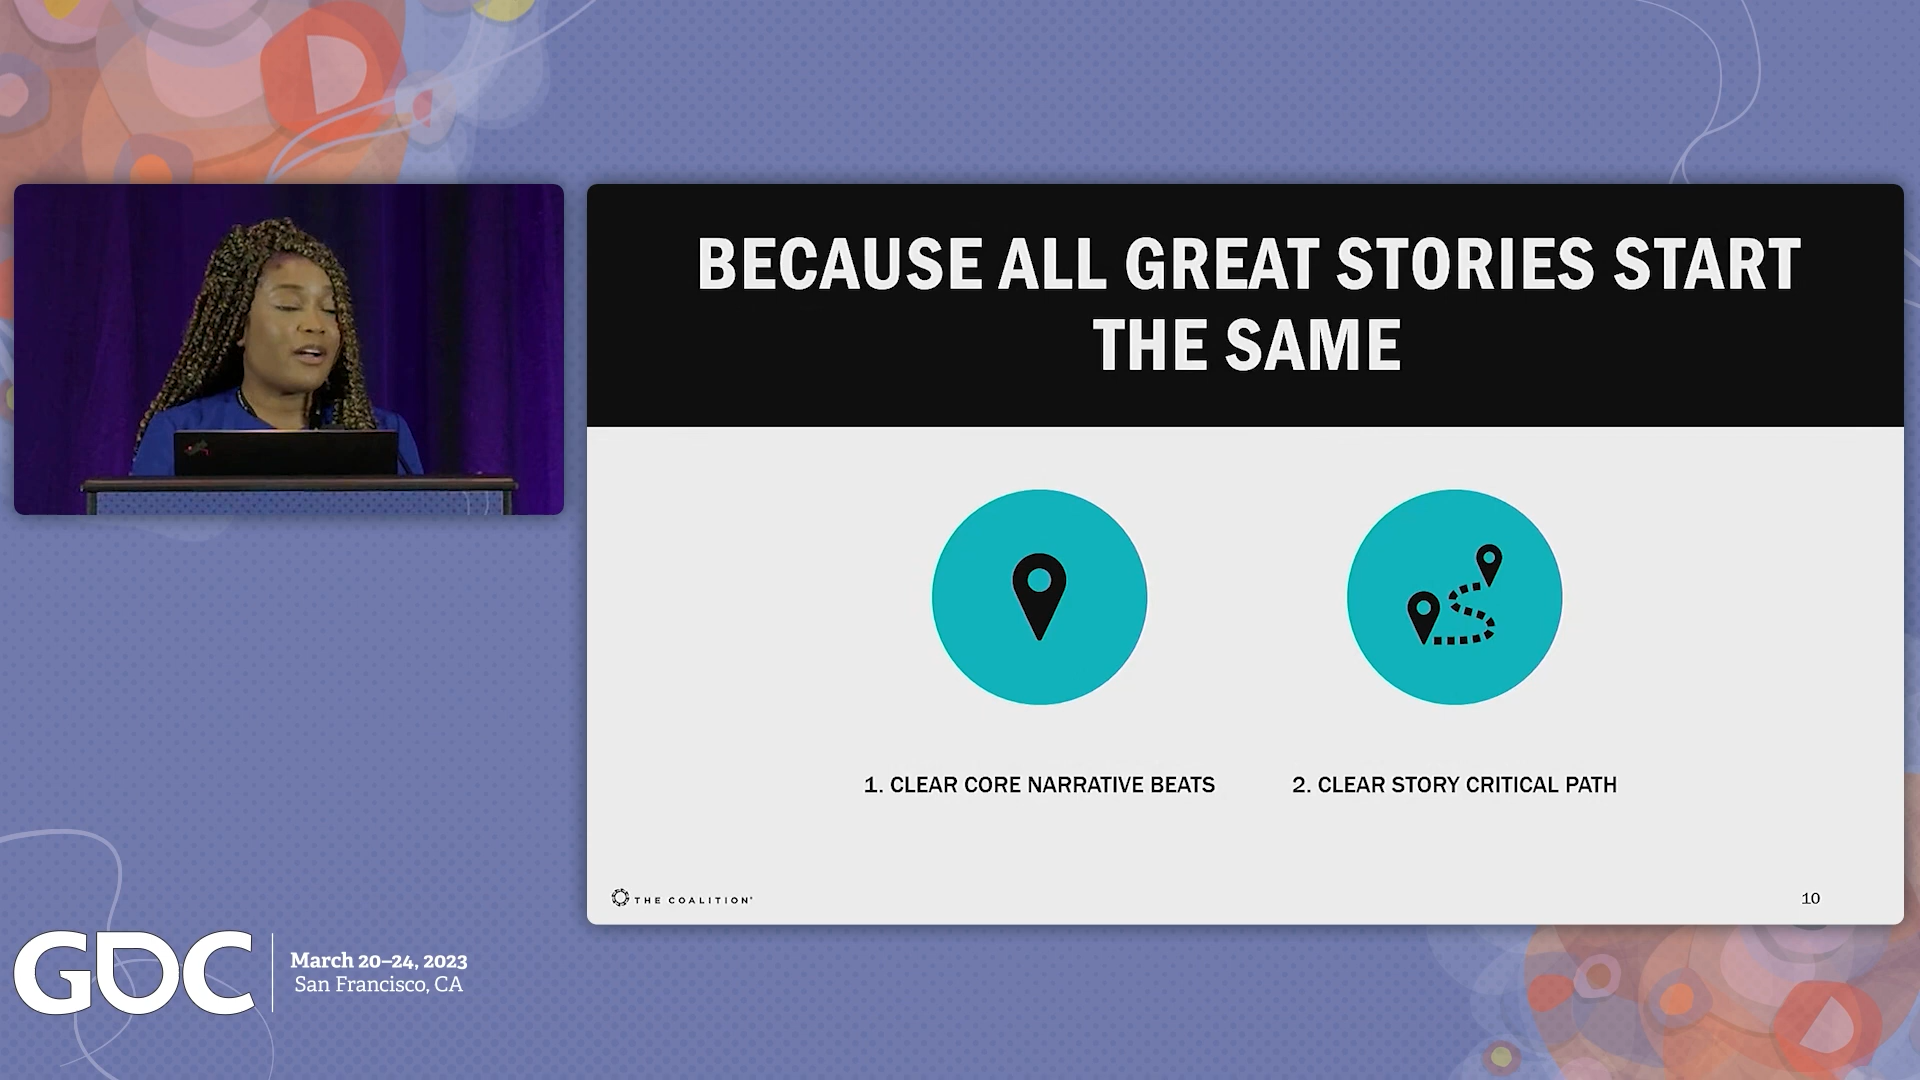 BECAUSE ALL GREAT STORIES START
THE SAME
1. CLEAR CORE NARRATIVE BEATS
2. CLEAR STORY CRITICAL PATH
THE COALITION
10
GDC
March 20–24, 2023
San Francisco, CA